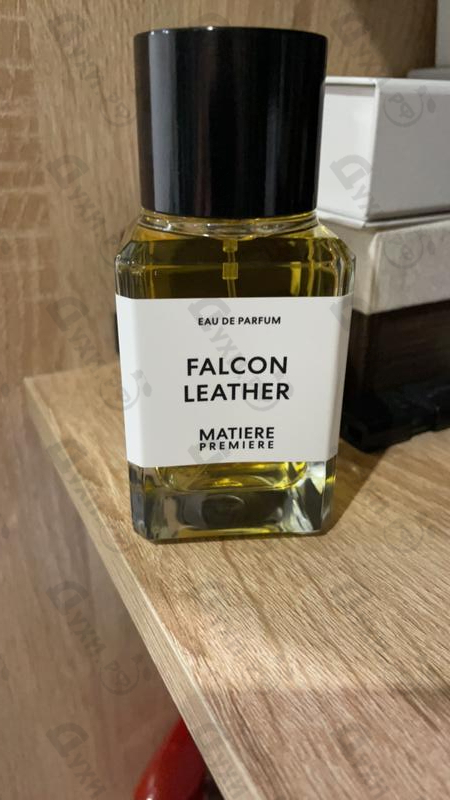 EAU DE PARFUM
FALCON
LEATHER
MATIERE
PREMIERE